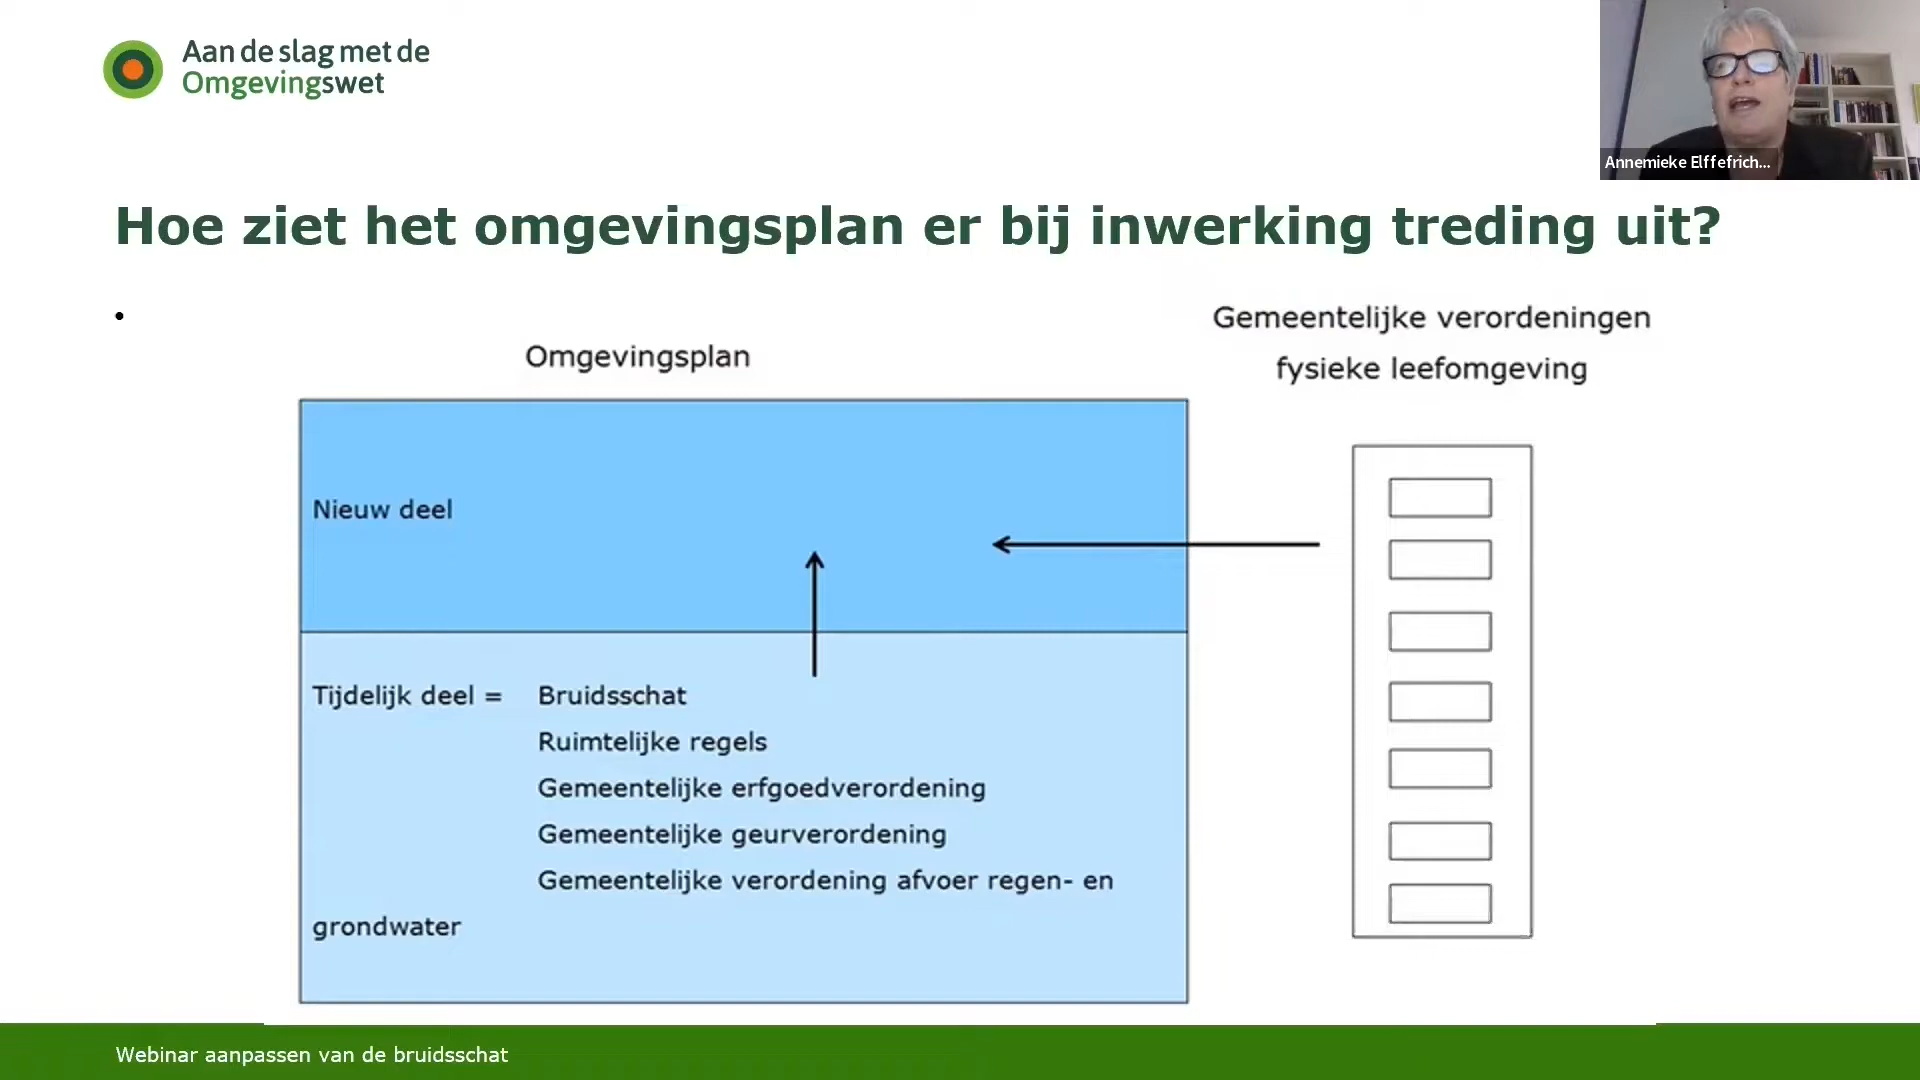 Aan de slag met de
Omgevingswet
Annemieke Elffefrich...
Hoe ziet het omgevingsplan er bij inwerking treding uit?
Gemeentelijke verordeningen
fysieke leefomgeving
Omgevingsplan
Nieuw deel
Tijdelijk deel = Bruidsschat
Ruimtelijke regels
Gemeentelijke erfgoedverordening
Gemeentelijke geurverordening
Gemeentelijke verordening afvoer regen- en
grondwater
Webinar aanpassen van de bruidsschat